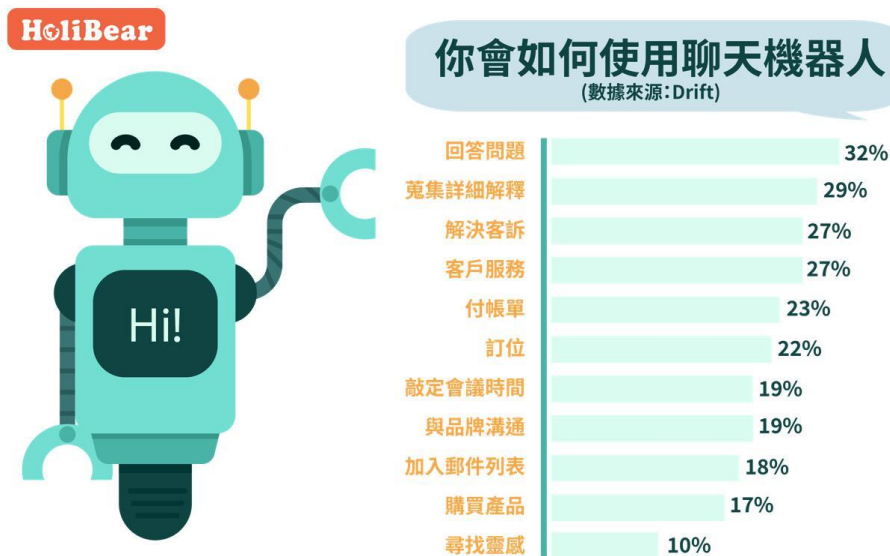 HoliBear
你會如何使用聊天機器人
(數據來源:Drift)
Hi!
回答問題 32%
蒐集詳細解釋 29%
解決客訴 27%
客戶服務 27%
付帳單 23%
訂位 22%
敲定會議時間 19%
與品牌溝通 19%
加入郵件列表 18%
購買產品 17%
尋找靈感 10%